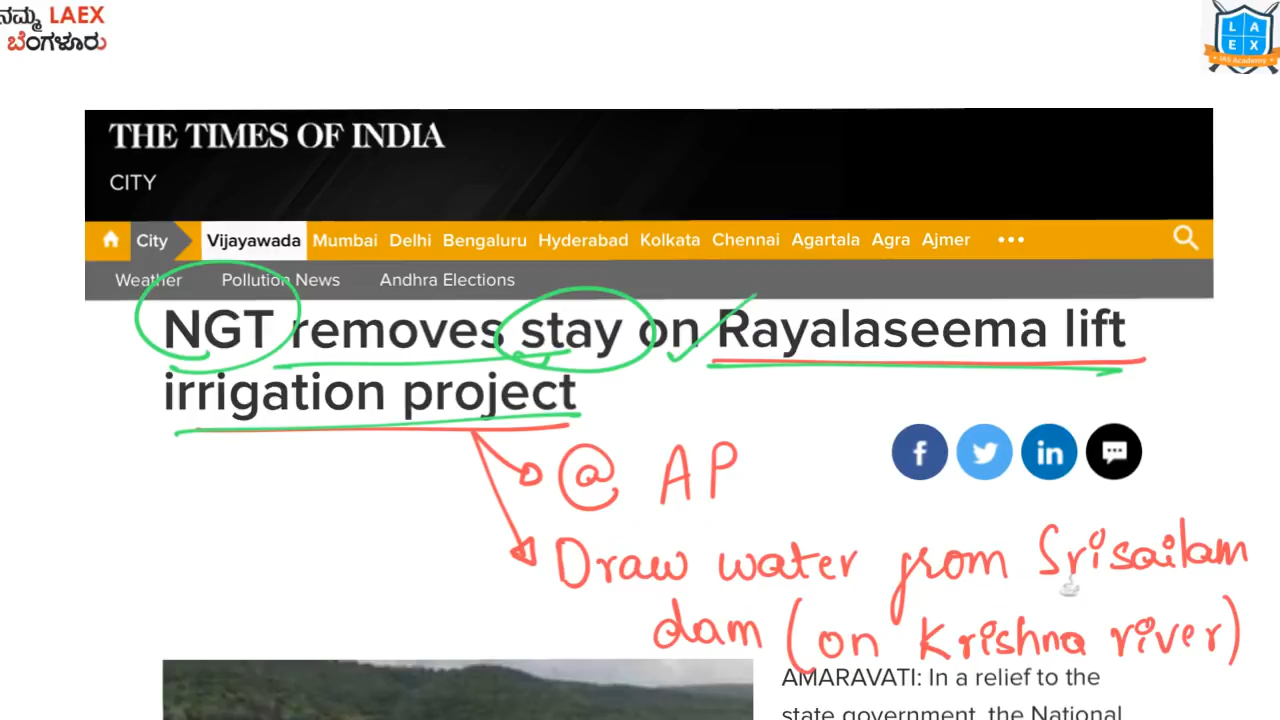 ನಮ್ಮ LAEX
ಬೆಂಗಳೂರು
L A
E X
IAS Academy
THE TIMES OF INDIA
CITY
City Vijayawada Mumbai Delhi Bengaluru Hyderabad Kolkata Chennai Agartala Agra Ajmer •••
Weather Pollution News Andhra Elections
NGT removes stay on Rayalaseema lift
irrigation project
@ AP
Draw water from Srisailam
dam (on Krishna river)
AMARAVATI: In a relief to the
state government, the National